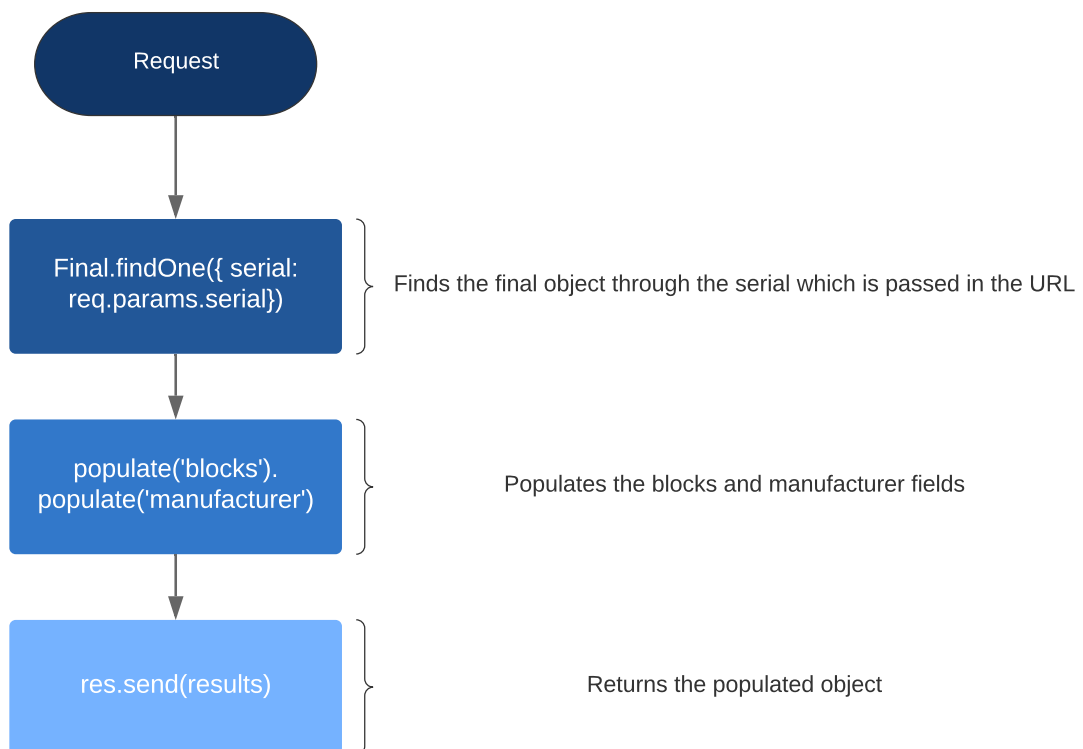 Request
Final.findOne({ serial:
req.params.serial})
Finds the final object through the serial which is passed in the URL
populate('blocks').
populate('manufacturer')
Populates the blocks and manufacturer fields
res.send(results)
Returns the populated object